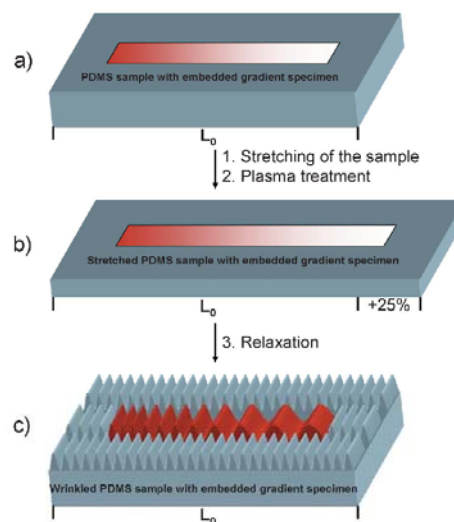 a)
PDMS sample with embedded gradient specimen
L₀
1. Stretching of the sample
2. Plasma treatment
b)
Stretched PDMS sample with embedded gradient specimen
L₀ +25%
3. Relaxation
c)
Wrinkled PDMS sample with embedded gradient specimen
L₀